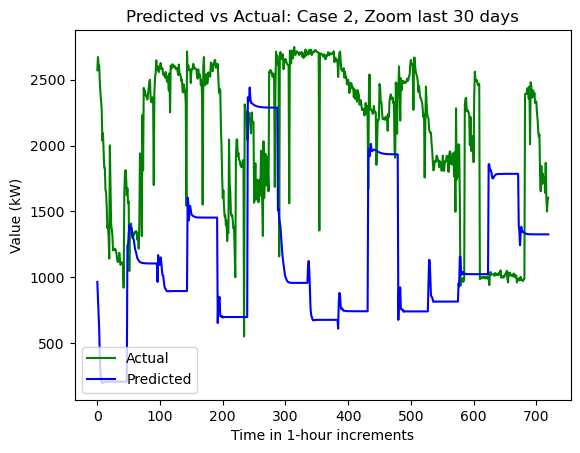 Predicted vs Actual: Case 2, Zoom last 30 days
Value (kW)
2500
2000
1500
1000
500
Actual
Predicted
0
100
200
300
400
500
600
700
Time in 1-hour increments